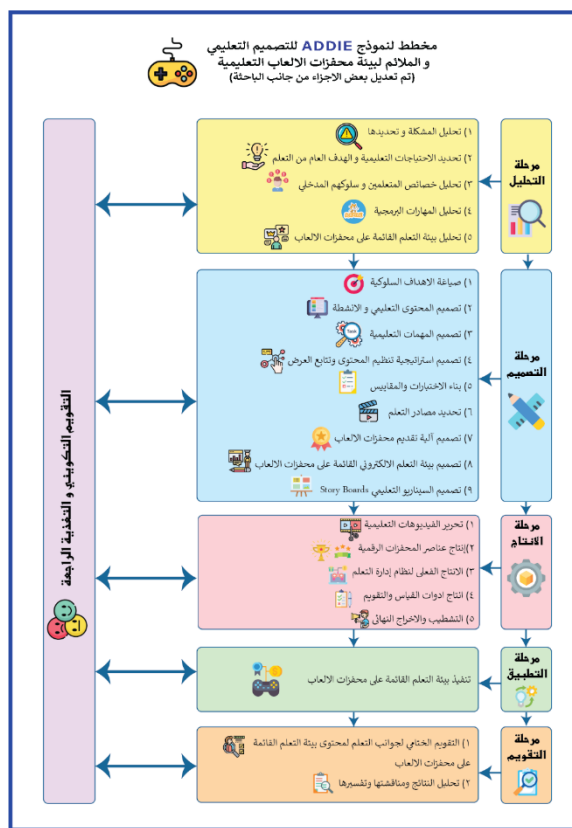 مخطط لنموذج ADDIE للتصميم التعليمي
و الملائم لبيئة محفزات الالعاب التعليمية
(تم تعديل بعض الاجزاء من جانب الباحثة)
مرحلة
التحليل
١) تحليل المشكلة و تحديدها
٢) تحديد الاحتياجات التعليمية و الهدف العام من التعلم
٣) تحليل خصائص المتعلمين و سلوكهم المدخلي
٤) تحليل المهارات البرمجية
٥) تحليل بيئة التعلم القائمة على محفزات الالعاب
مرحلة
التصميم
١) صياغة الاهداف السلوكية
٢) تصميم المحتوى التعليمي و الانشطة
٣) تصميم المهمات التعليمية
٤) تصميم استراتيجية تنظيم المحتوى وتتابع العرض
٥) بناء الاختبارات والمقاييس
٦) تحديد مصادر التعلم
٧) تصميم آلية تقديم محفزات الالعاب
٨) تصميم بيئة التعلم الالكتروني القائمة على محفزات الالعاب
٩) تصميم السيناريو التعليمي Story Boards
مرحلة
الانتاج
١) تحرير الفيديوهات التعليمية
٢)إنتاج عناصر المحفزات الرقمية
٣) الانتاج الفعلى لنظام إدارة التعلم
٤) انتاج ادوات القياس والتقويم
٥) التشطيب والاخراج النهائى
مرحلة
التطبيق
تنفيذ بيئة التعلم القائمة على محفزات الالعاب
مرحلة
التقويم
١) التقويم الختامي لجوانب التعلم لمحتوى بيئة التعلم القائمة
على محفزات الالعاب
٢) تحليل النتائج ومناقشتها وتفسيرها
التقويم التكويني و التغذية الراجعة